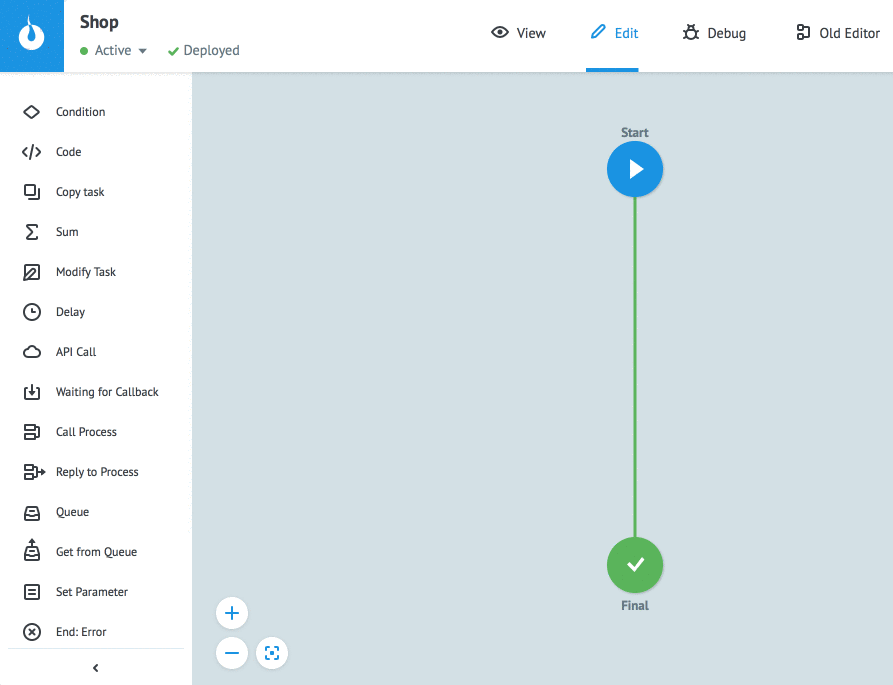 Shop
Active
Deployed
View
Edit
Debug
Old Editor
Condition
Code
Copy task
Sum
Modify Task
Delay
API Call
Waiting for Callback
Call Process
Reply to Process
Queue
Get from Queue
Set Parameter
End: Error
Start
Final